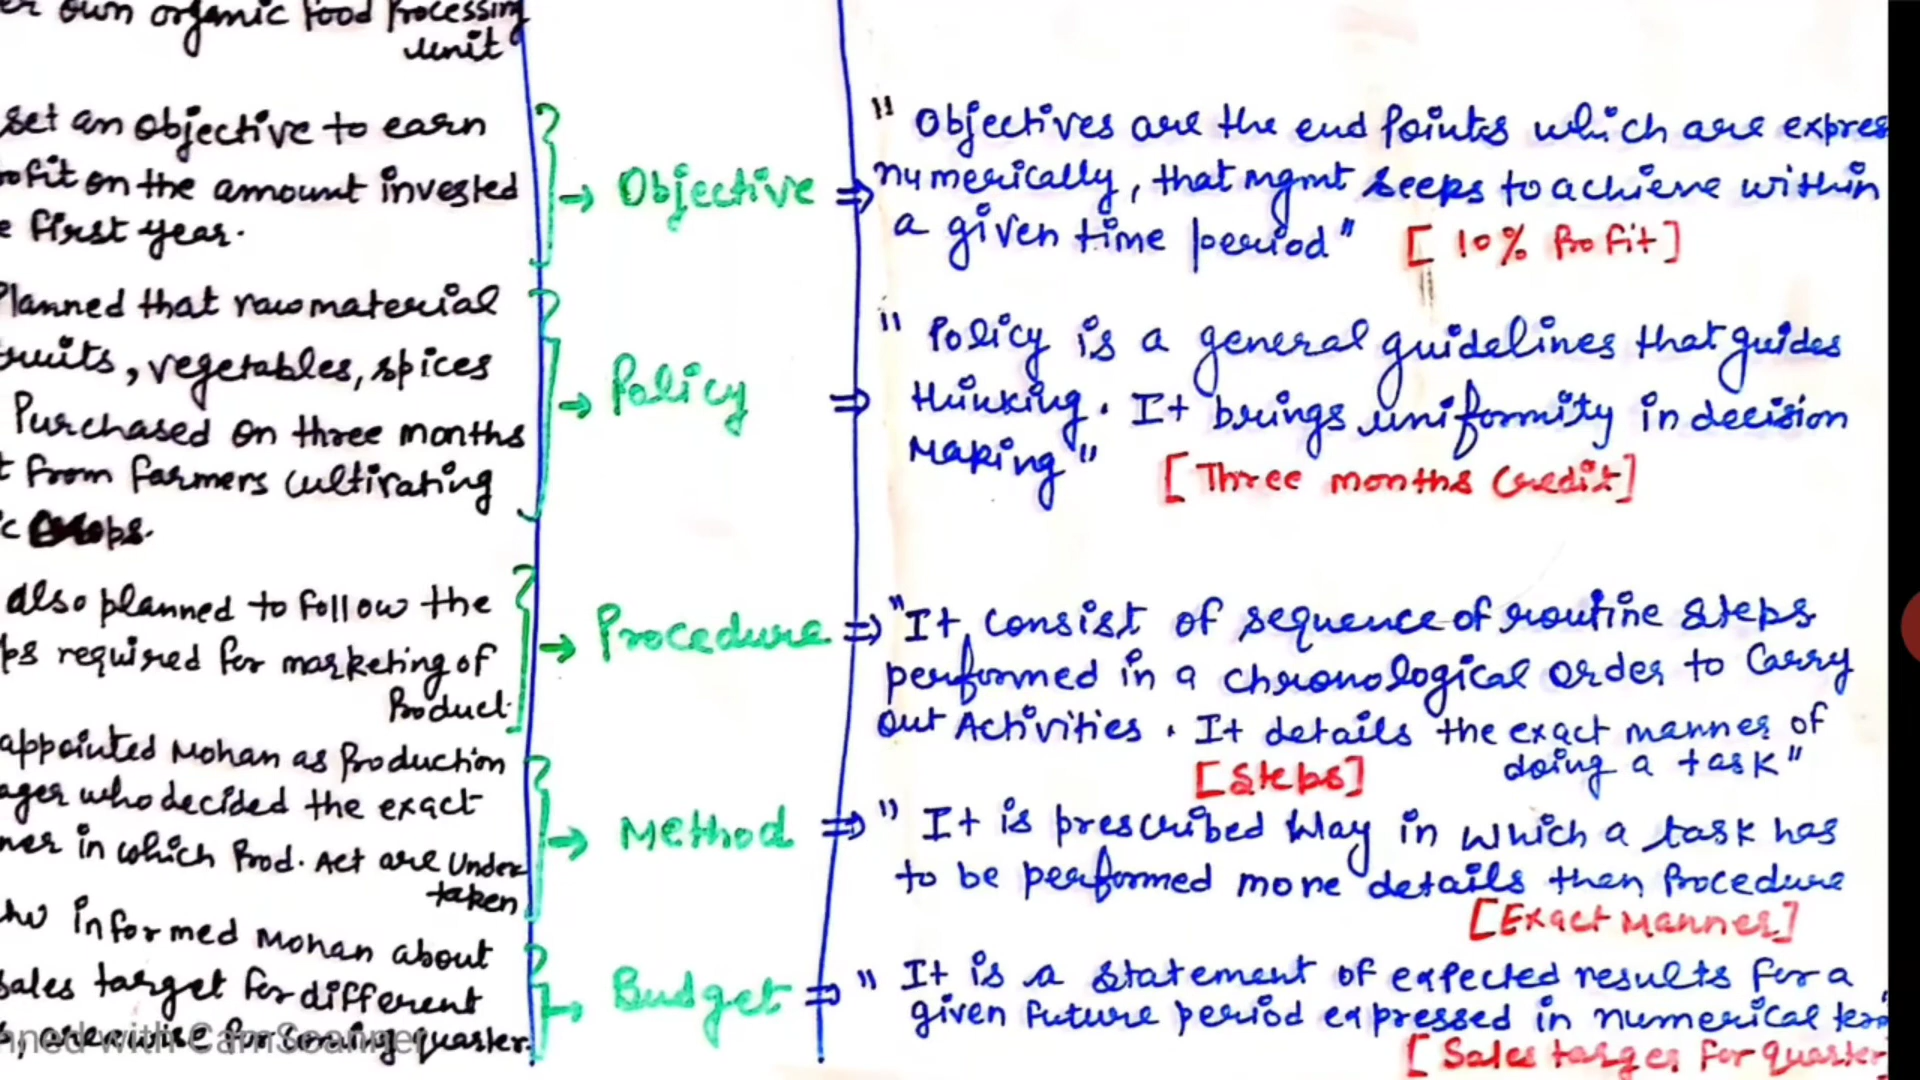 own organic food Processing
unit
set an objective to earn
on the amount invested
first year.
Planned that raw material
, vegetables, spices
Purchased on three months
from farmers cultivating
also planned to follow the
required for marketing of
Product.
appointed Mohan as Production
who decided the exact
in which Prod. Act are Under
taken
informed Mohan about
sales target for different
, areawise for coming quarter.
Scanned with CamScanner
→ Objective ⇒
→ Policy ⇒
→ Procedure ⇒
→ Method ⇒
→ Budget ⇒
" Objectives are the end Points which are expres
numerically, that mgmt seeks to achieve within
a given time period" [ 10% Profit ]
" Policy is a general guidelines that guides
thinking. It brings uniformity in decision
Making" [ Three months Credit]
"It consist of sequence of routine steps
performed in a chronological order to Carry
out Activities. It details the exact manner of
doing a task"
[Steps]
" It is prescribed Way in which a task has
to be performed more details then Procedure
[Exact Manner]
" It is a statement of expected results for a
given future period expressed in numerical
[ Sales target for quarter]